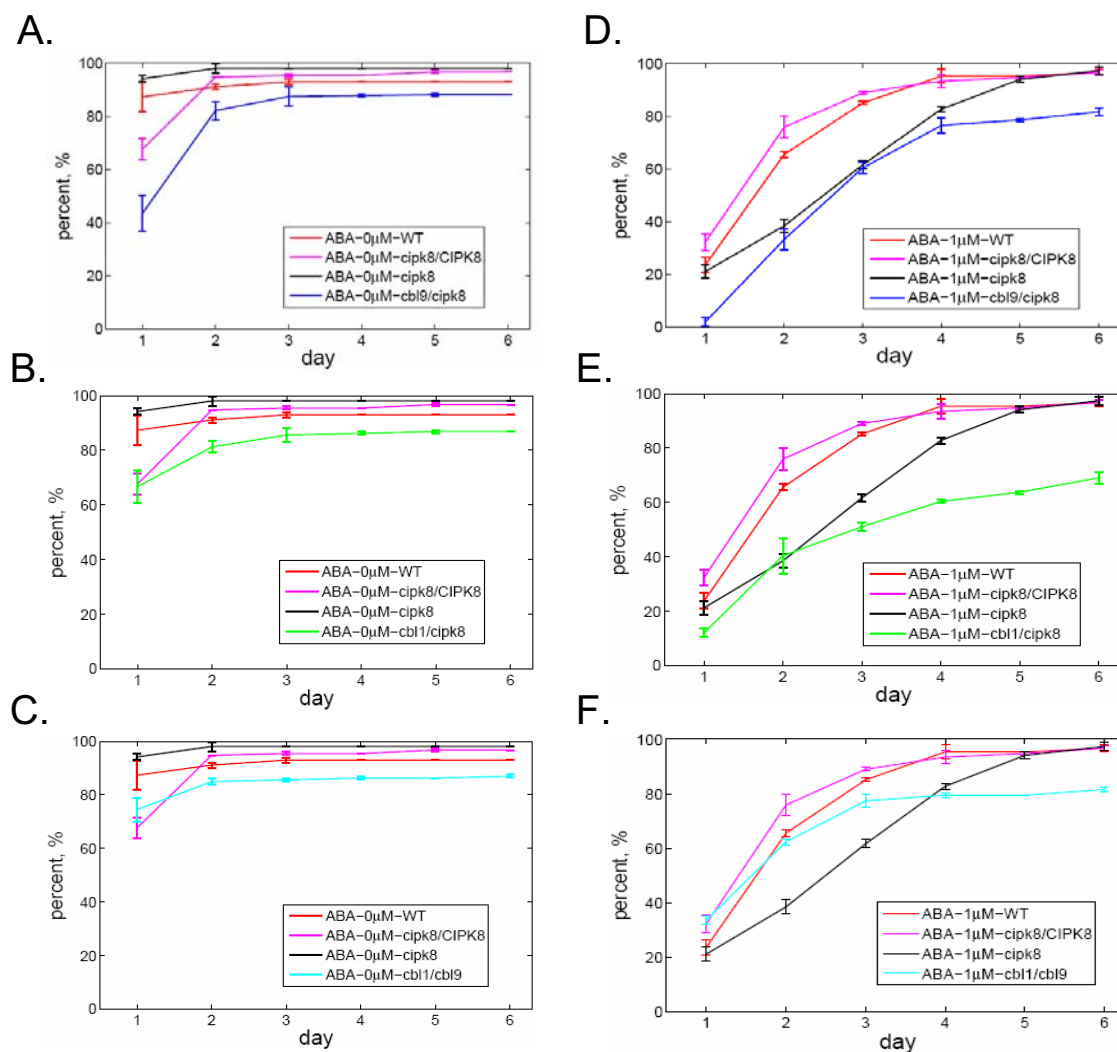 A.
percent, %
100
80
60
40
20
0
ABA-0µM-WT
ABA-0µM-cipk8/CIPK8
ABA-0µM-cipk8
ABA-0µM-cbl9/cipk8
1 2 3 4 5 6
day
D.
percent, %
100
80
60
40
20
0
ABA-1µM-WT
ABA-1µM-cipk8/CIPK8
ABA-1µM-cipk8
ABA-1µM-cbl9/cipk8
1 2 3 4 5 6
day
B.
percent, %
100
80
60
40
20
0
ABA-0µM-WT
ABA-0µM-cipk8/CIPK8
ABA-0µM-cipk8
ABA-0µM-cbl1/cipk8
1 2 3 4 5 6
day
E.
percent, %
100
80
60
40
20
0
ABA-1µM-WT
ABA-1µM-cipk8/CIPK8
ABA-1µM-cipk8
ABA-1µM-cbl1/cipk8
1 2 3 4 5 6
day
C.
percent, %
100
80
60
40
20
0
ABA-0µM-WT
ABA-0µM-cipk8/CIPK8
ABA-0µM-cipk8
ABA-0µM-cbl1/cbl9
1 2 3 4 5 6
day
F.
percent, %
100
80
60
40
20
0
ABA-1µM-WT
ABA-1µM-cipk8/CIPK8
ABA-1µM-cipk8
ABA-1µM-cbl1/cbl9
1 2 3 4 5 6
day